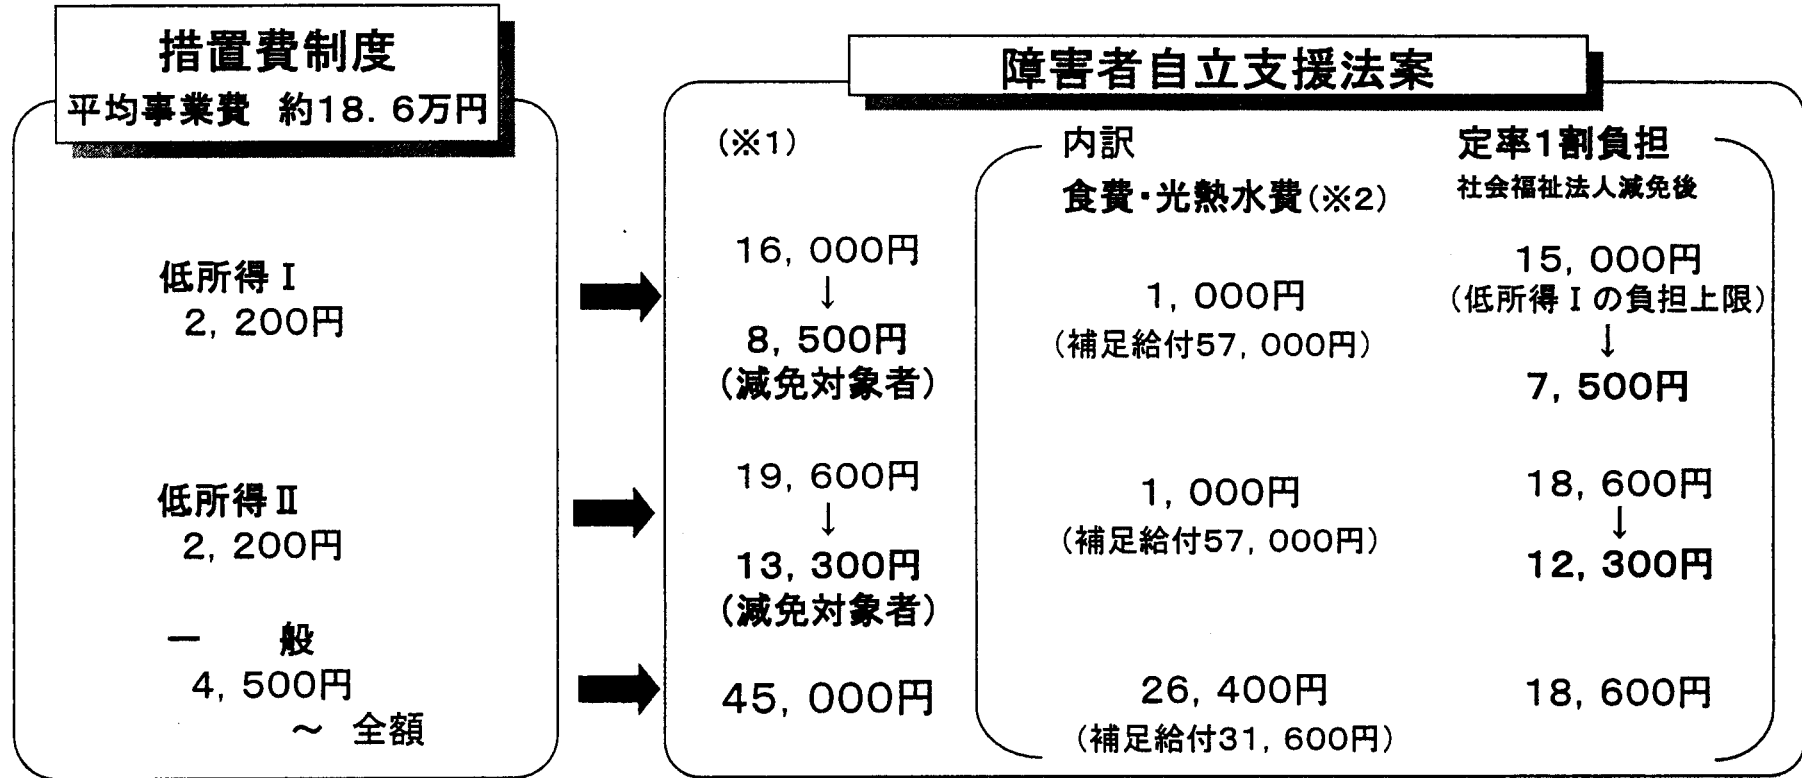 措置費制度
平均事業費 約18. 6万円
低所得Ⅰ
2, 200円
低所得Ⅱ
2, 200円
一 般
4, 500円
~ 全額
障害者自立支援法案
(※1)
16, 000円
↓
8, 500円
(減免対象者)
19, 600円
↓
13, 300円
(減免対象者)
45, 000円
内訳
食費・光熱水費(※2)
1, 000円
(補足給付57, 000円)
1, 000円
(補足給付57, 000円)
26, 400円
(補足給付31, 600円)
定率1割負担
社会福祉法人減免後
15, 000円
(低所得Ⅰの負担上限)
↓
7, 500円
18, 600円
↓
12, 300円
18, 600円